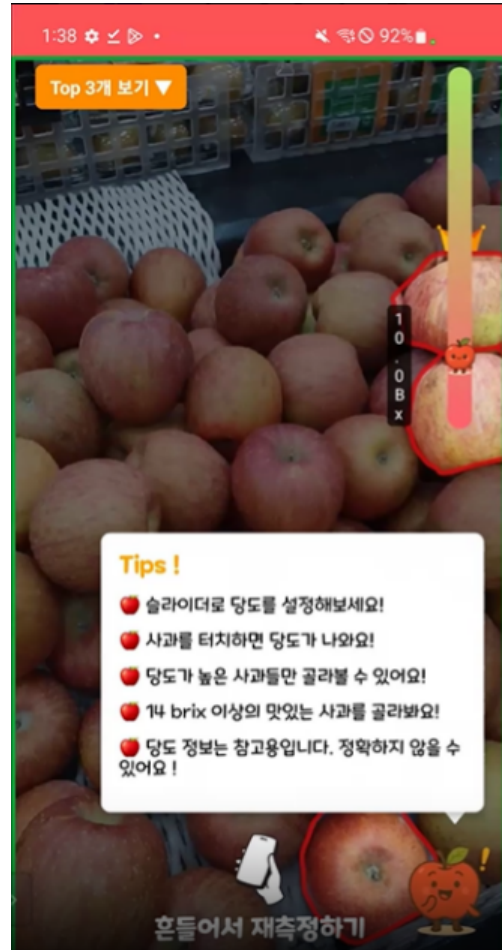 1:38
92%
Top 3개 보기 ▼
10.0Bx
Tips !
슬라이더로 당도를 설정해보세요!
사과를 터치하면 당도가 나와요!
당도가 높은 사과들만 골라볼 수 있어요!
14 brix 이상의 맛있는 사과를 골라봐요!
당도 정보는 참고용입니다. 정확하지 않을 수
있어요 !
흔들어서 재측정하기